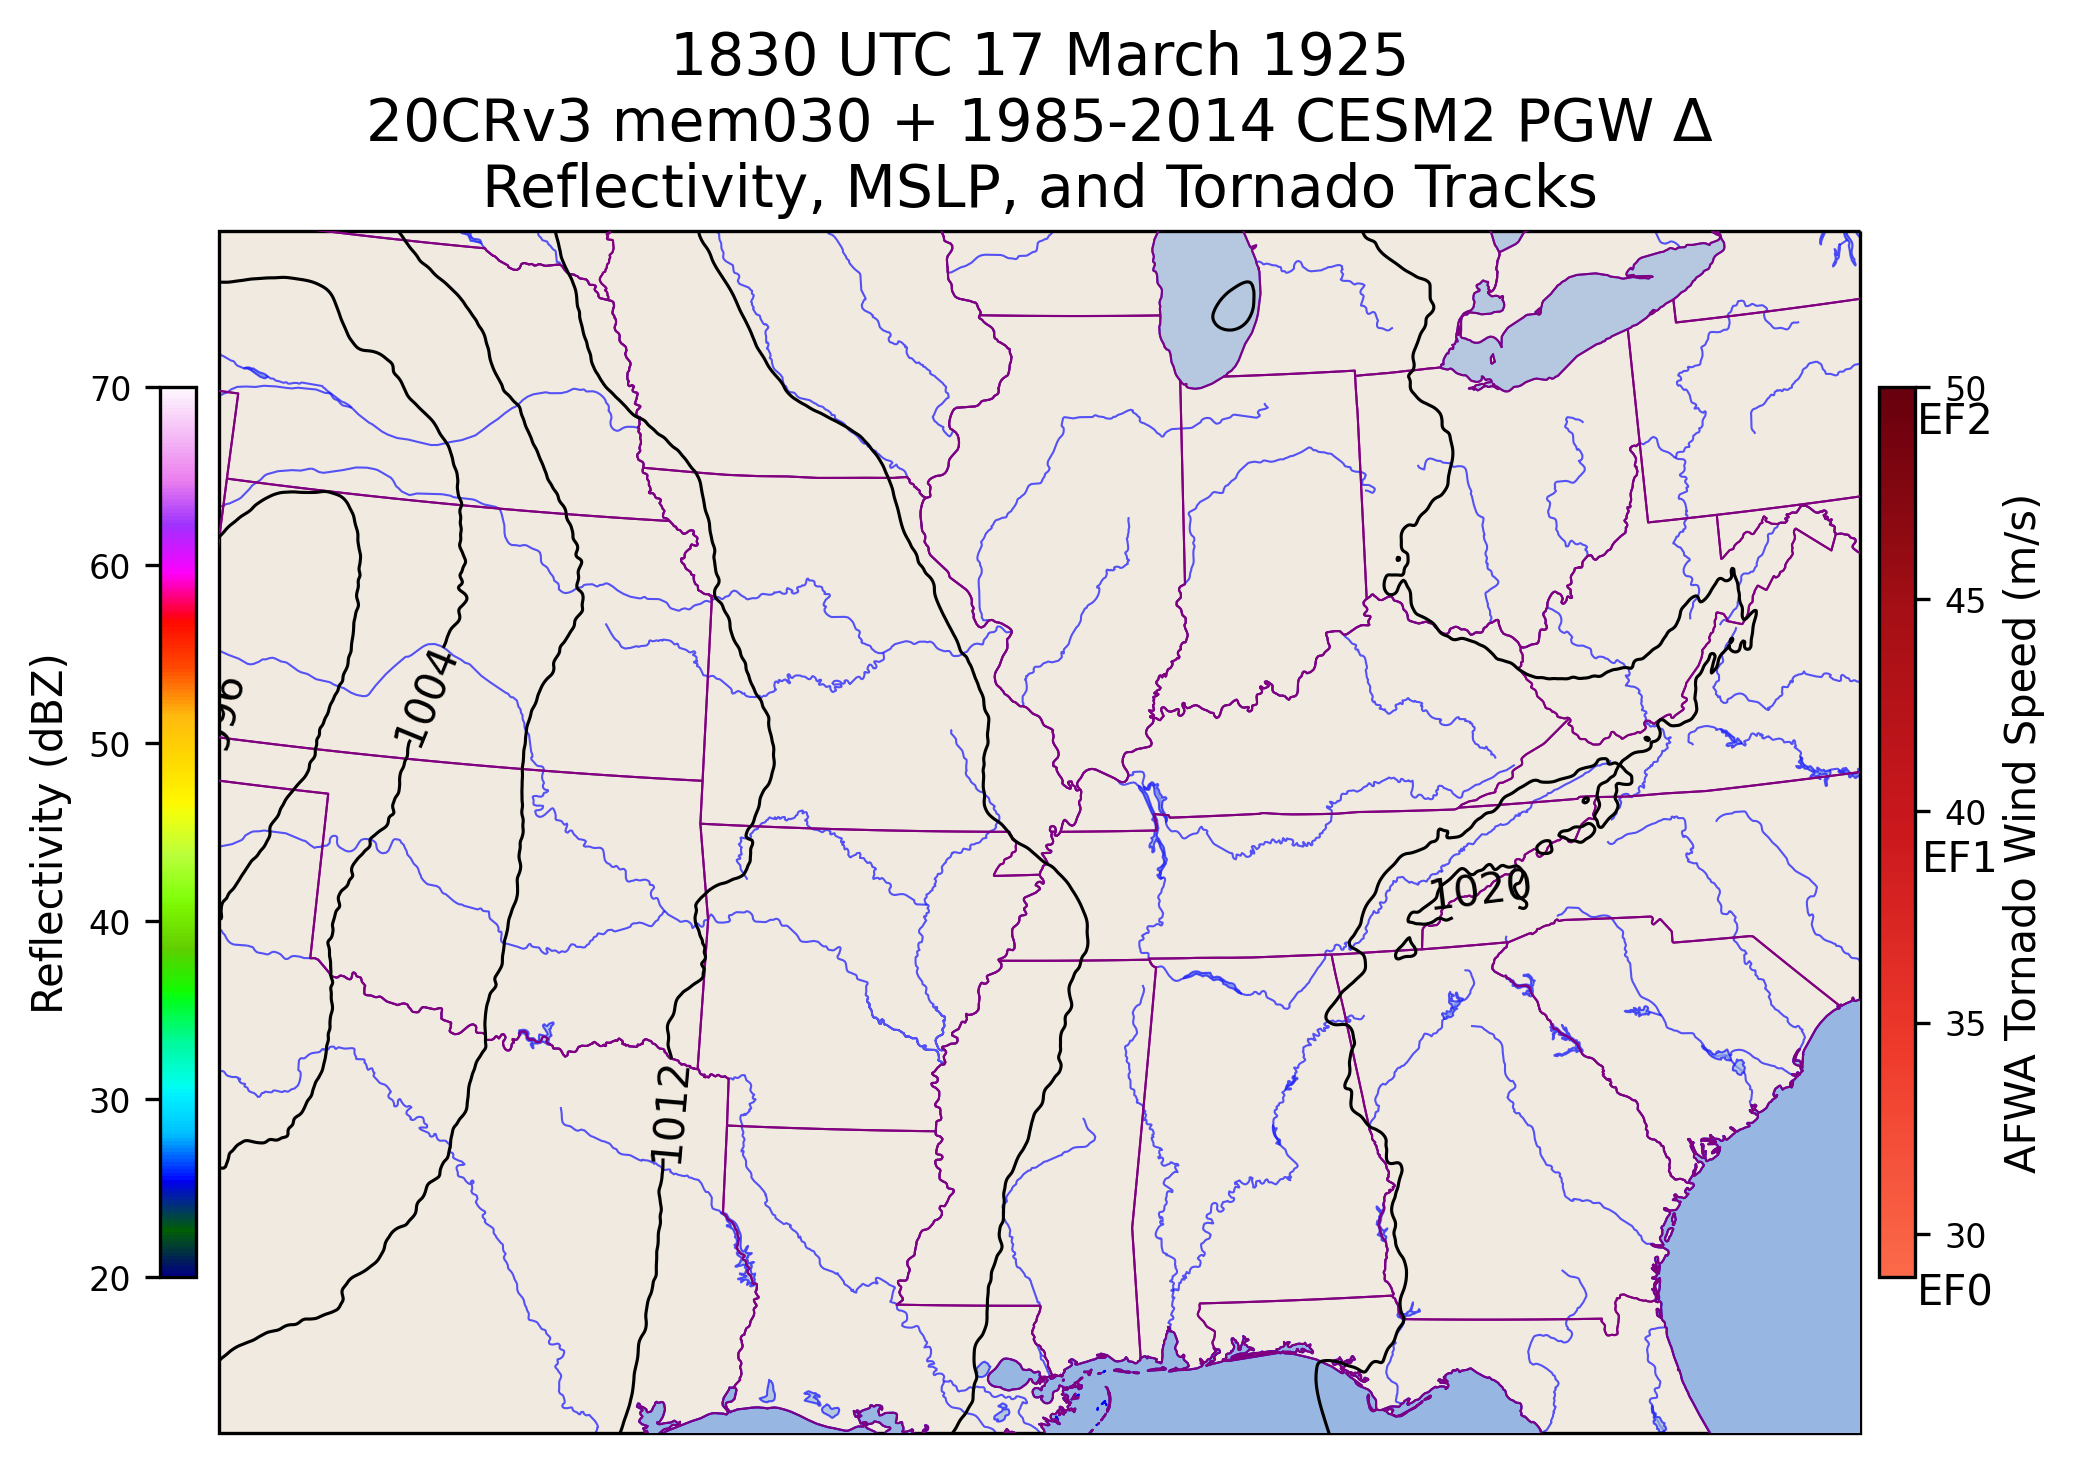 1830 UTC 17 March 1925
20CRv3 mem030 + 1985-2014 CESM2 PGW Δ
Reflectivity, MSLP, and Tornado Tracks
70
60
50
40
30
20
Reflectivity (dBZ)
1004
1012
1020
50
EF2
45
40
EF1
35
30
EF0
AFWA Tornado Wind Speed (m/s)